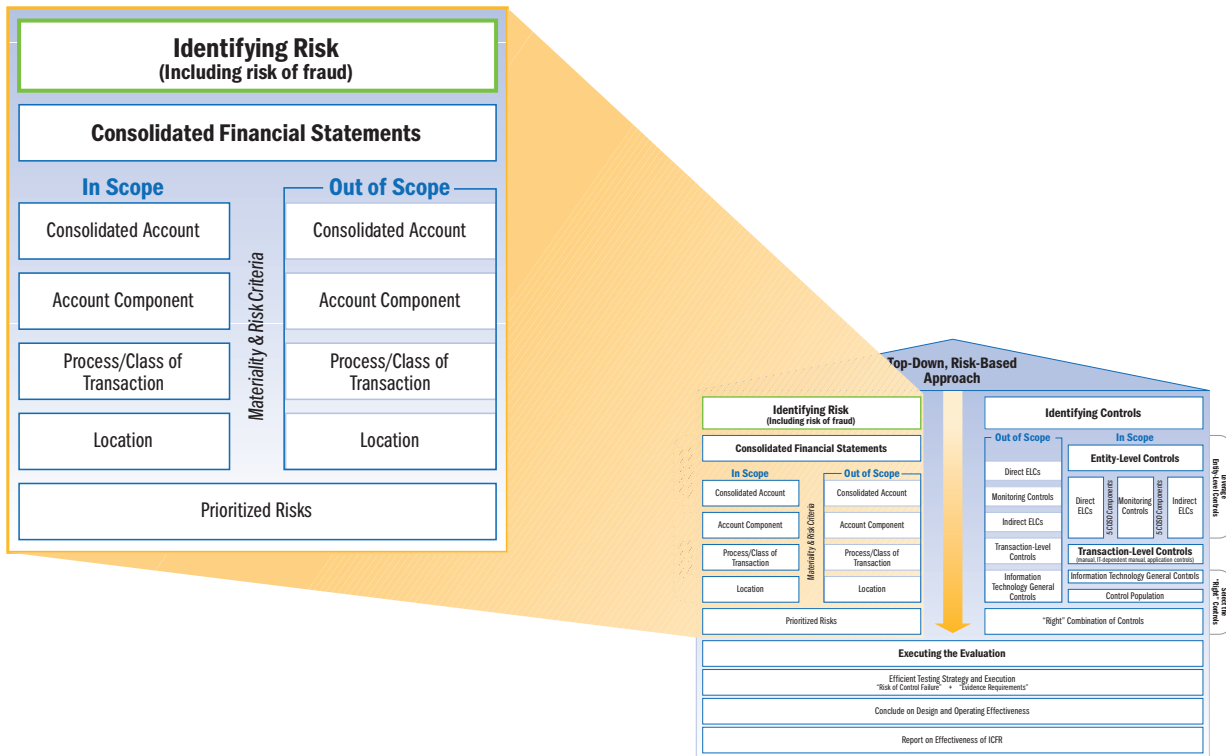 Identifying Risk
(Including risk of fraud)
Consolidated Financial Statements
In Scope
Out of Scope
Consolidated Account
Consolidated Account
Account Component
Account Component
Process/Class of
Transaction
Process/Class of
Transaction
Location
Location
Materiality & Risk Criteria
Prioritized Risks
Top-Down, Risk-Based
Approach
Identifying Risk
(Including risk of fraud)
Consolidated Financial Statements
In Scope
Out of Scope
Consolidated Account
Consolidated Account
Account Component
Account Component
Process/Class of
Transaction
Process/Class of
Transaction
Location
Location
Materiality & Risk Criteria
Prioritized Risks
Identifying Controls
Out of Scope
In Scope
Direct ELCs
Monitoring Controls
Indirect ELCs
Transaction-Level
Controls
Information
Technology General
Controls
Entity-Level Controls
Direct
ELCs
5 COSO Components
Monitoring
Controls
5 COSO Components
Indirect
ELCs
Transaction-Level Controls
(manual, IT-dependent manual, application controls)
Information Technology General Controls
Control Population
"Right" Combination of Controls
Entity-Level Controls
Select the
"Right" Controls
Executing the Evaluation
Efficient Testing Strategy and Execution
"Risk of Control Failure" + "Evidence Requirements"
Conclude on Design and Operating Effectiveness
Report on Effectiveness of ICFR